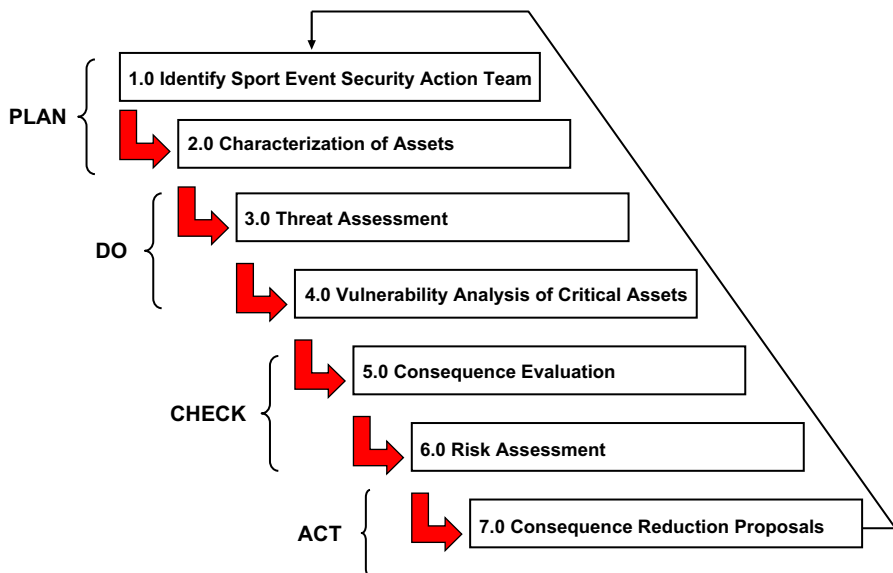 1.0 Identify Sport Event Security Action Team
PLAN
2.0 Characterization of Assets
3.0 Threat Assessment
DO
4.0 Vulnerability Analysis of Critical Assets
5.0 Consequence Evaluation
CHECK
6.0 Risk Assessment
7.0 Consequence Reduction Proposals
ACT